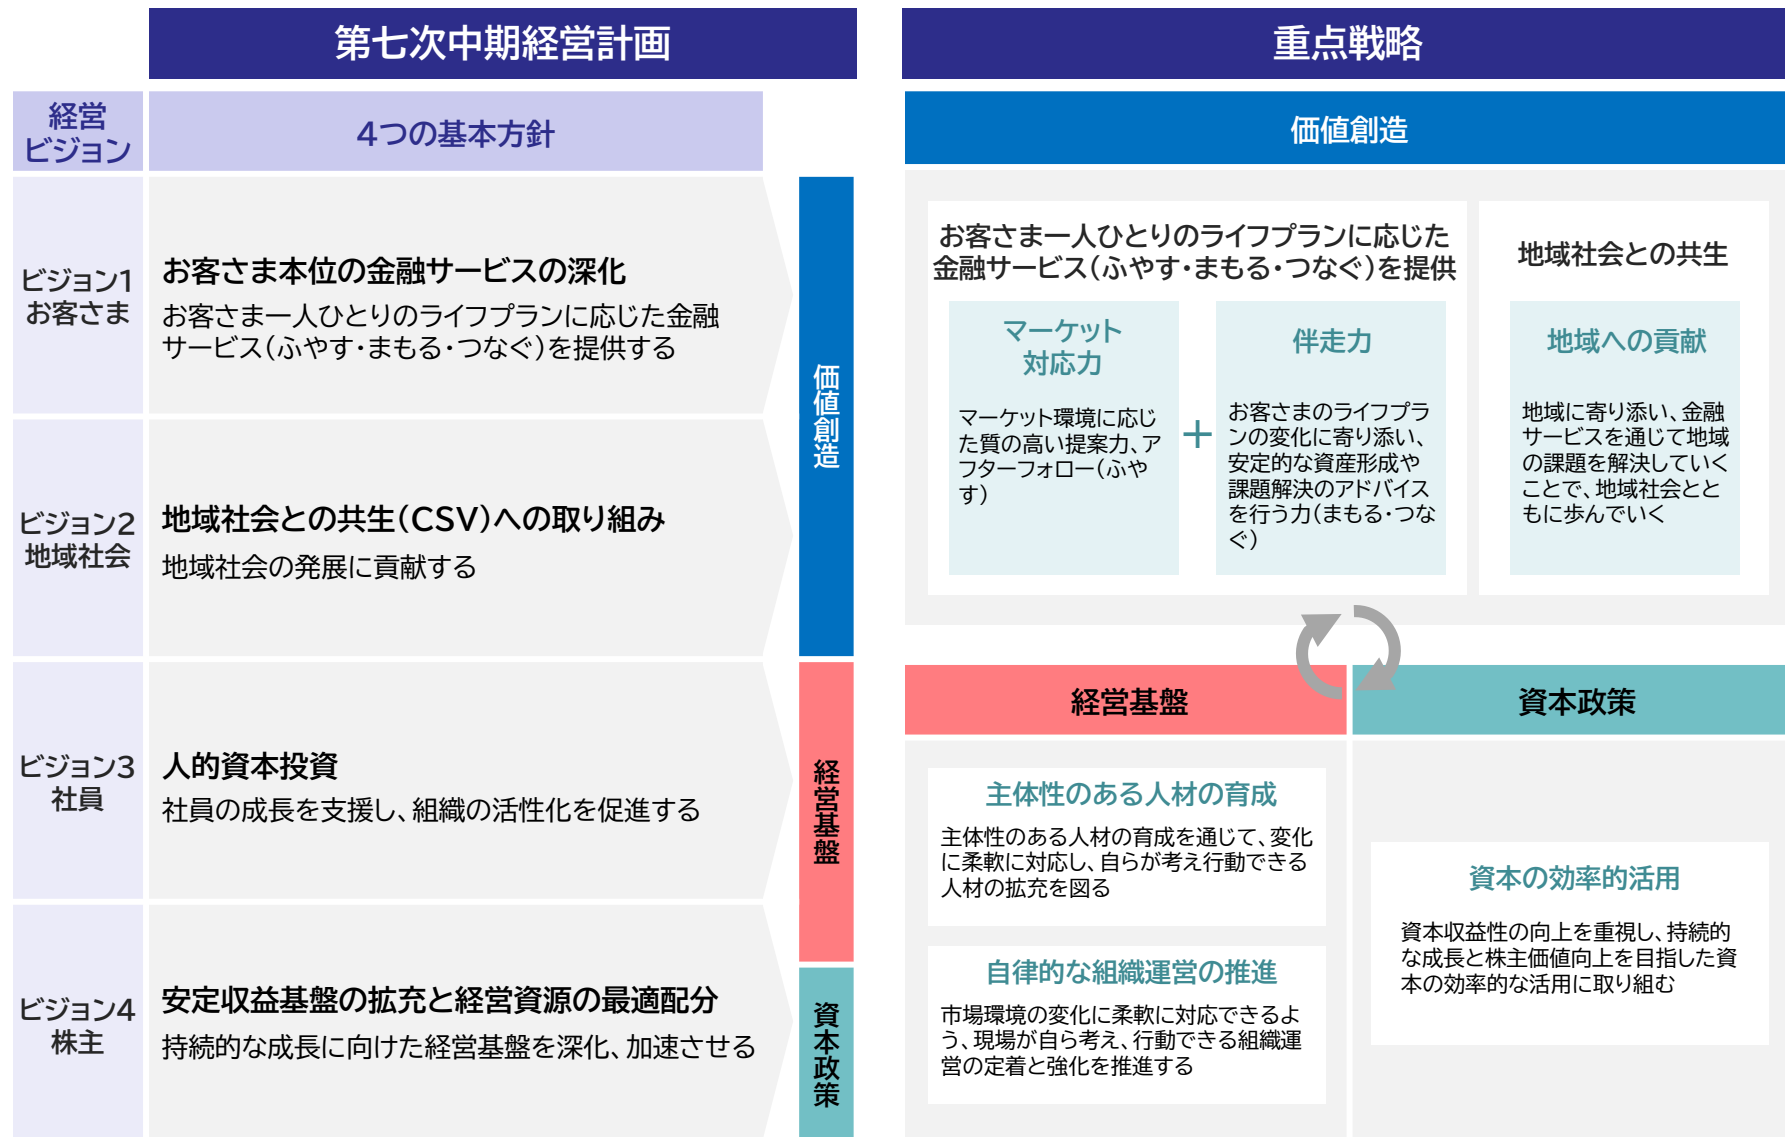 第七次中期経営計画
経営
ビジョン
4つの基本方針
ビジョン1
お客さま
お客さま本位の金融サービスの深化
お客さま一人ひとりのライフプランに応じた金融
サービス(ふやす・まもる・つなぐ)を提供する
ビジョン2
地域社会
地域社会との共生(CSV)への取り組み
地域社会の発展に貢献する
価値創造
ビジョン3
社員
人的資本投資
社員の成長を支援し、組織の活性化を促進する
経営基盤
ビジョン4
株主
安定収益基盤の拡充と経営資源の最適配分
持続的な成長に向けた経営基盤を深化、加速させる
資本政策
重点戦略
価値創造
お客さま一人ひとりのライフプランに応じた
金融サービス(ふやす・まもる・つなぐ)を提供
マーケット
対応力
マーケット環境に応じ
た質の高い提案力、ア
フターフォロー(ふや
す)
+
伴走力
お客さまのライフプラ
ンの変化に寄り添い、
安定的な資産形成や
課題解決のアドバイス
を行う力(まもる・つな
ぐ)
地域社会との共生
地域への貢献
地域に寄り添い、金融
サービスを通じて地域
の課題を解決していく
ことで、地域社会とと
もに歩んでいく
経営基盤
主体性のある人材の育成
主体性のある人材の育成を通じて、変化
に柔軟に対応し、自らが考え行動できる
人材の拡充を図る
自律的な組織運営の推進
市場環境の変化に柔軟に対応できるよ
う、現場が自ら考え、行動できる組織運
営の定着と強化を推進する
資本政策
資本の効率的活用
資本収益性の向上を重視し、持続的
な成長と株主価値向上を目指した資
本の効率的な活用に取り組む